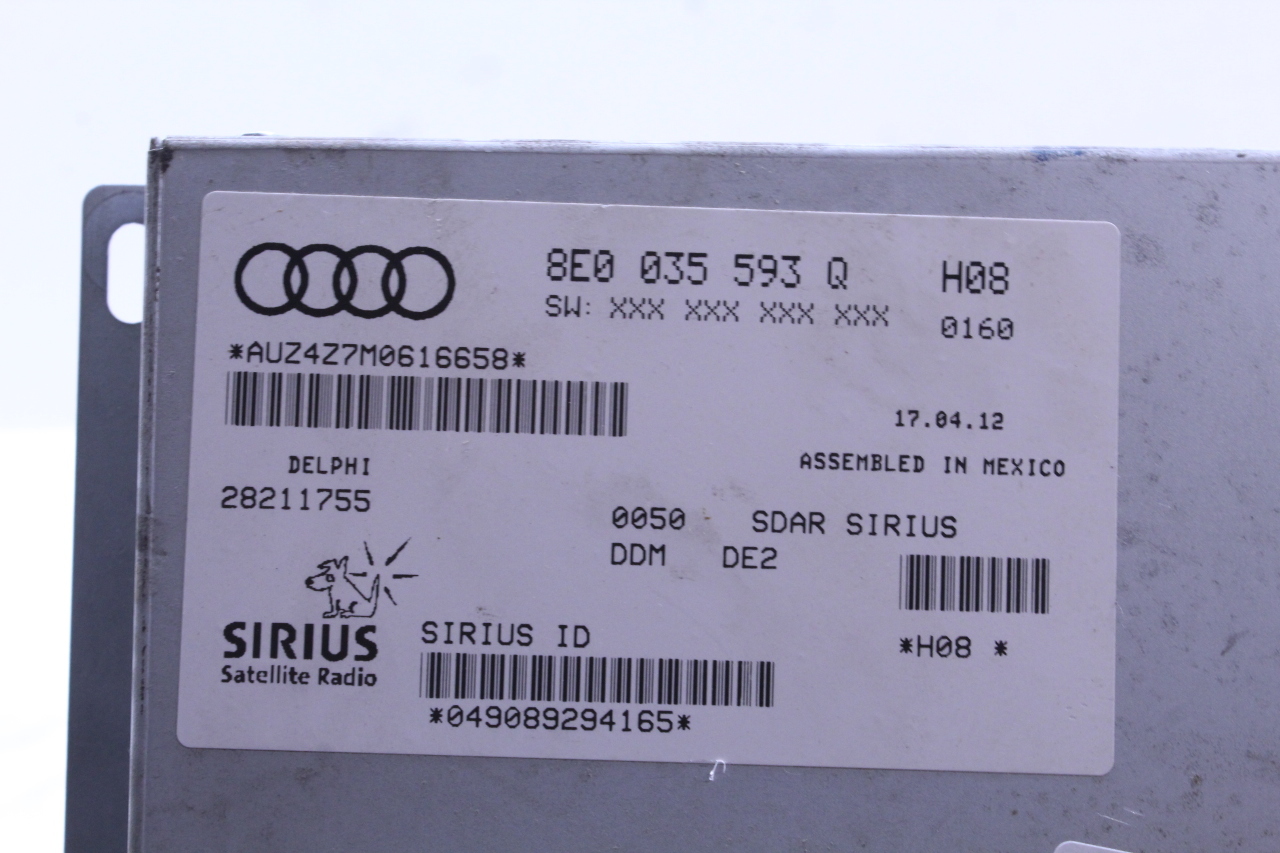 8E0 035 593 Q H08
SW: XXX XXX XXX XXX 0160
*AUZ4Z7M0616658*
17.04.12
DELPHI ASSEMBLED IN MEXICO
28211755
0050 SDAR SIRIUS
DDM DE2
SIRIUS
Satellite Radio
SIRIUS ID
*H08 *
*049089294165*